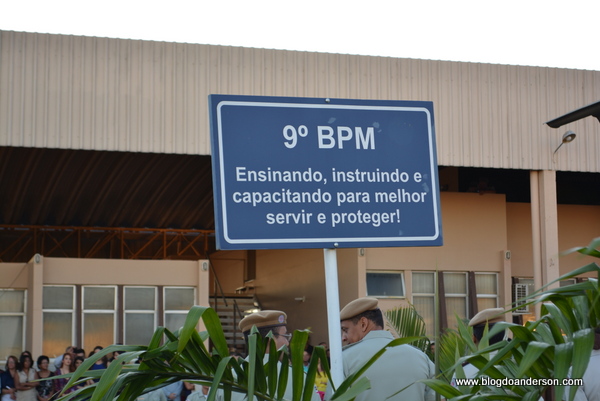 9º BPM
Ensinando, instruindo e
capacitando para melhor
servir e proteger!
www.blogdoanderson.com